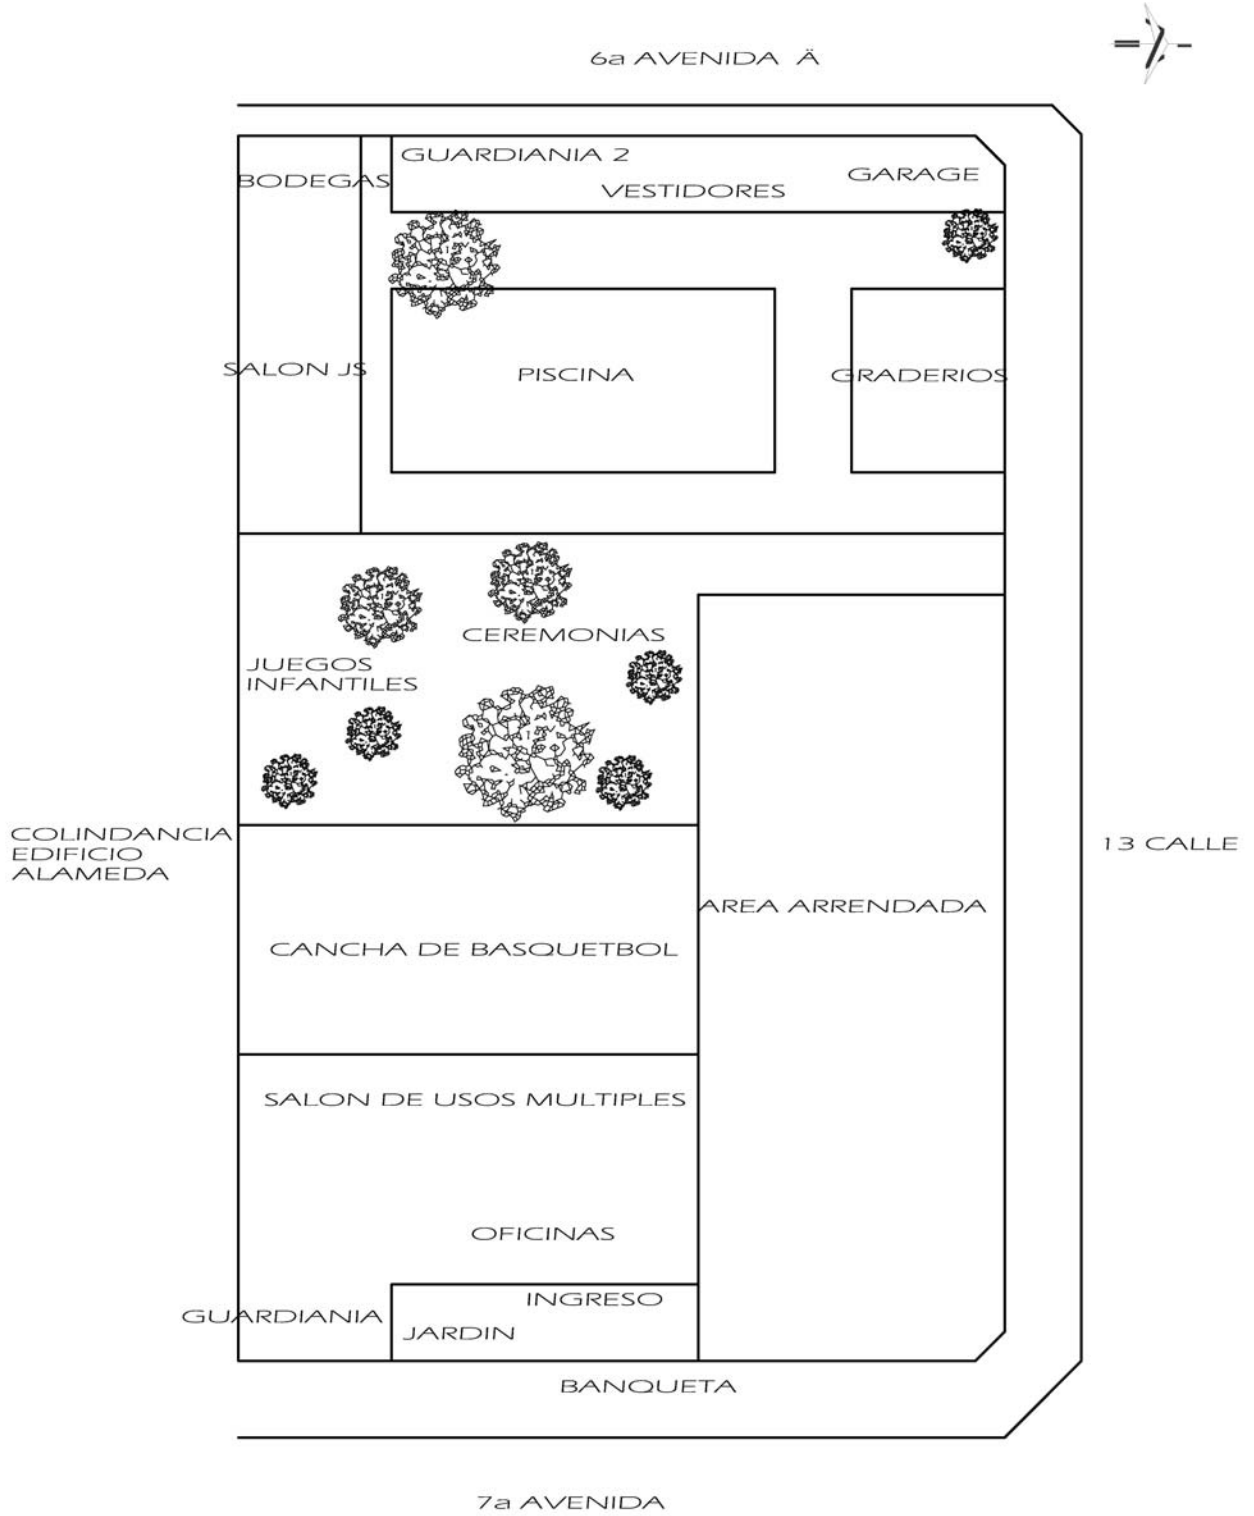 6a AVENIDA Ä
GUARDIANIA 2
BODEGAS
VESTIDORES
GARAGE
SALON JS
PISCINA
GRADERIOS
CEREMONIAS
JUEGOS
INFANTILES
COLINDANCIA
EDIFICIO
ALAMEDA
13 CALLE
AREA ARRENDADA
CANCHA DE BASQUETBOL
SALON DE USOS MULTIPLES
OFICINAS
INGRESO
GUARDIANIA
JARDIN
BANQUETA
7a AVENIDA